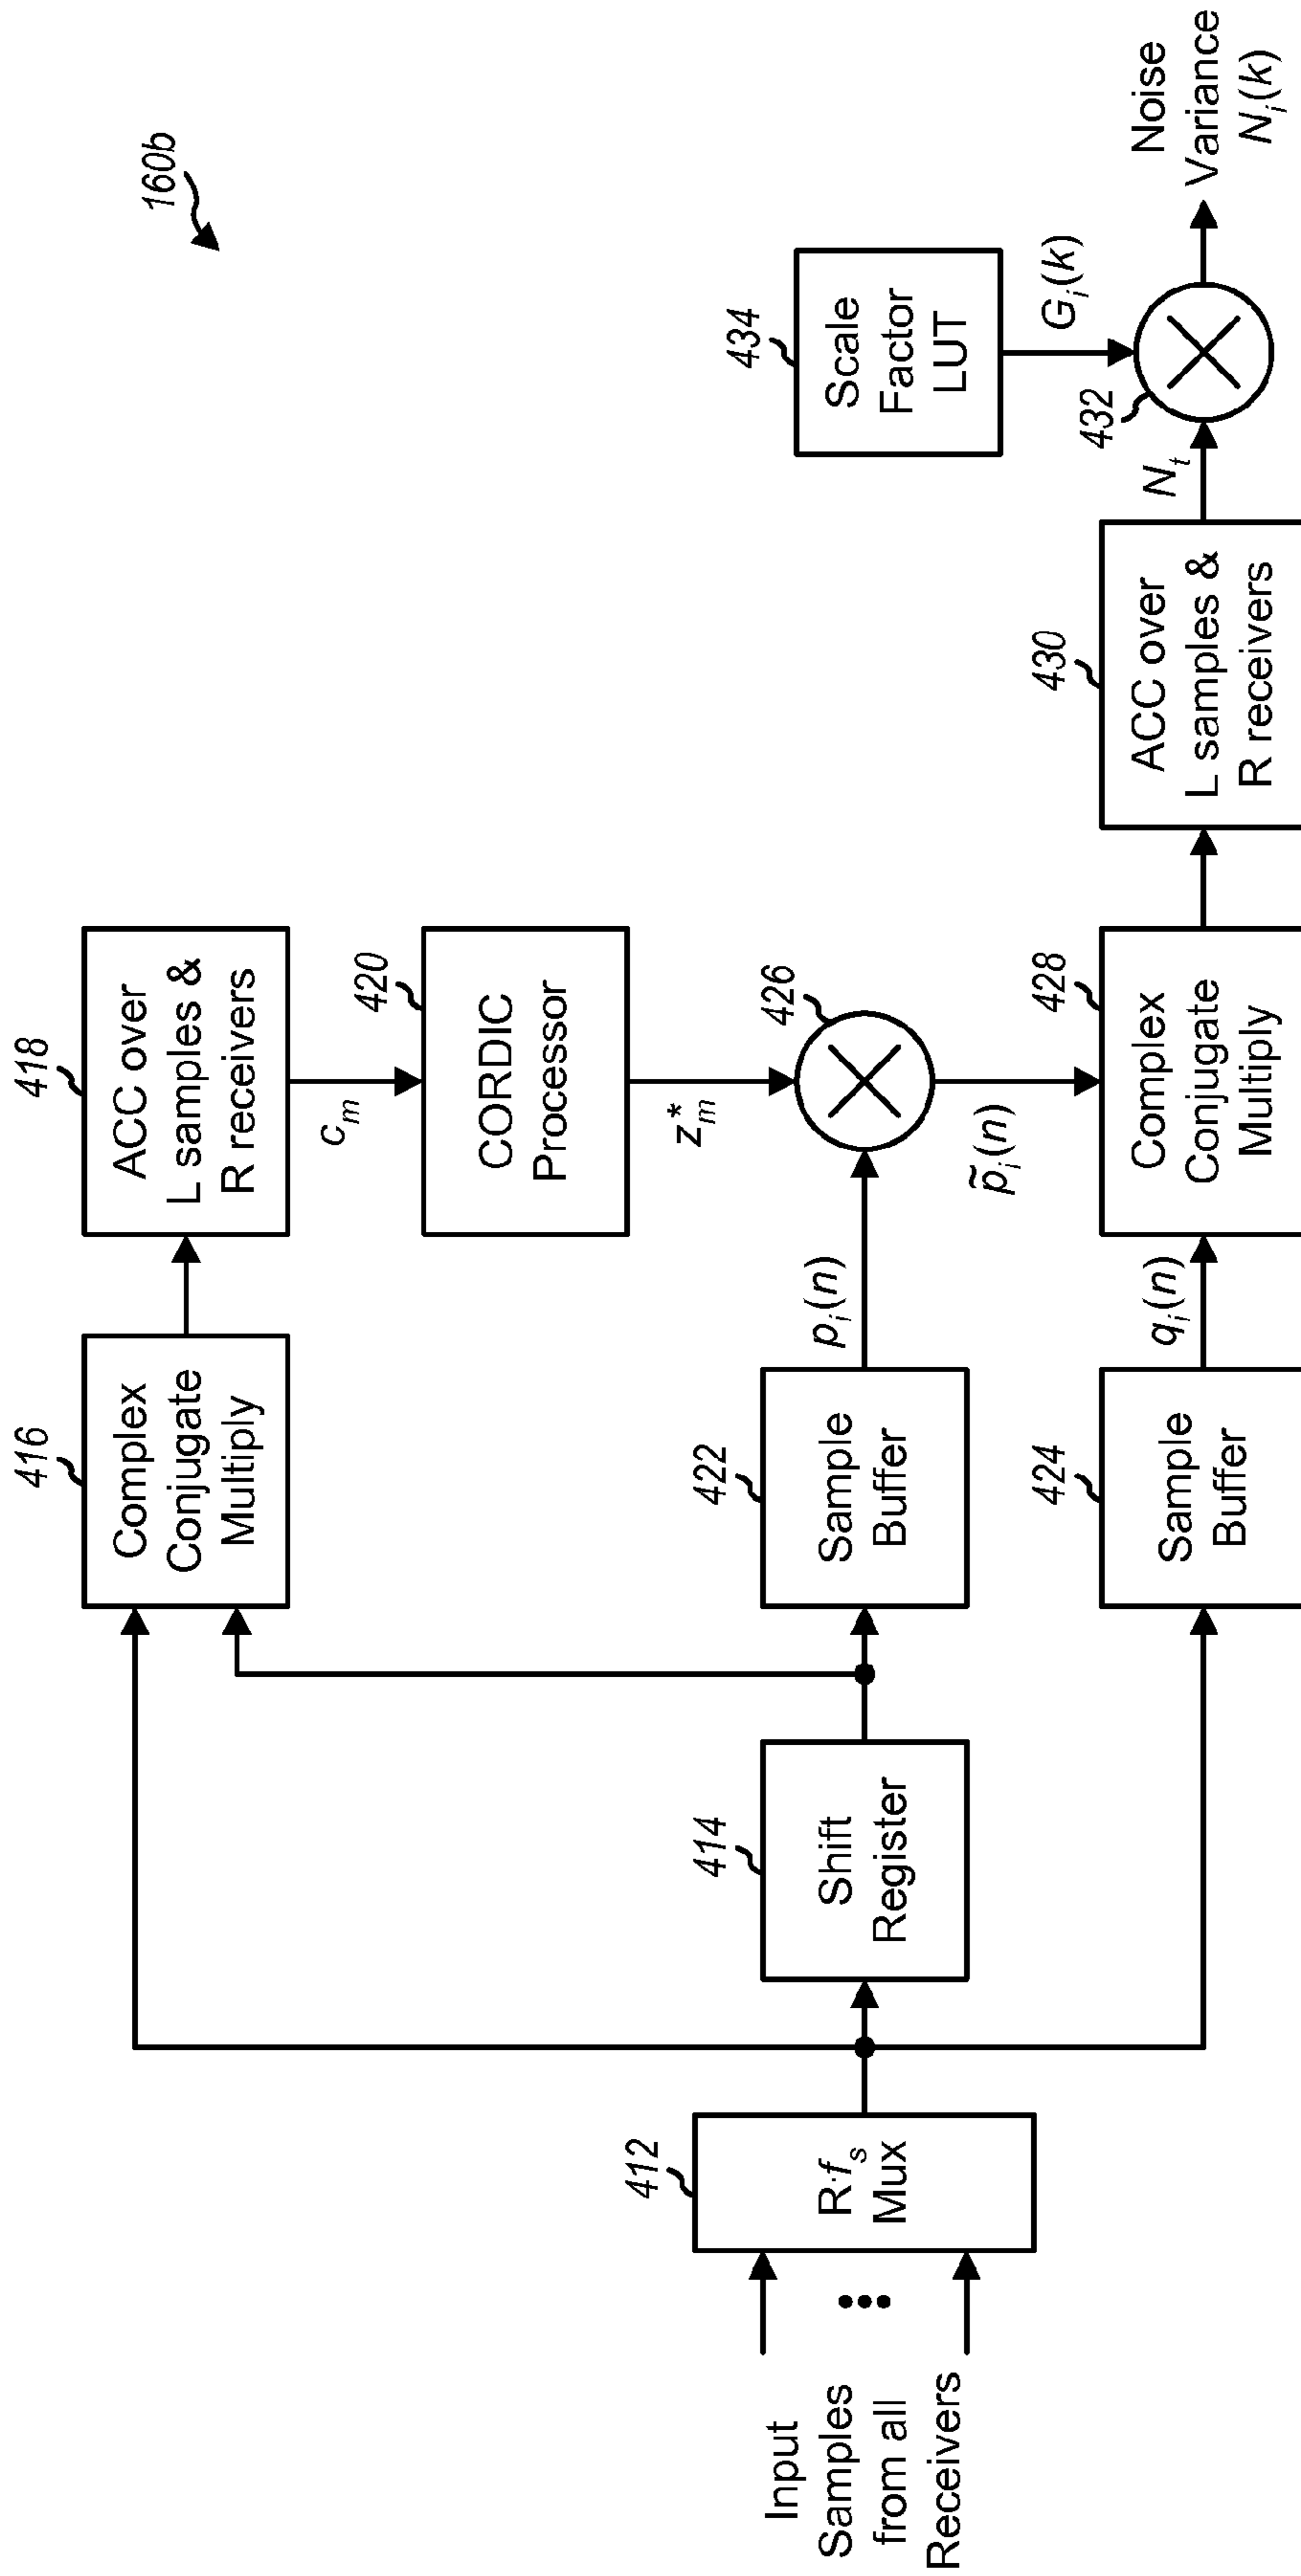 160b
Input
Samples
from all
Receivers
412
R·fs
Mux
414
Shift
Register
416
Complex
Conjugate
Multiply
418
ACC over
L samples &
R receivers
cm
420
CORDIC
Processor
z*m
422
Sample
Buffer
pi(n)
426
p̃i(n)
424
Sample
Buffer
qi(n)
428
Complex
Conjugate
Multiply
430
ACC over
L samples &
R receivers
Nt
432
434
Scale
Factor
LUT
Gi(k)
Noise
Variance
Ni(k)